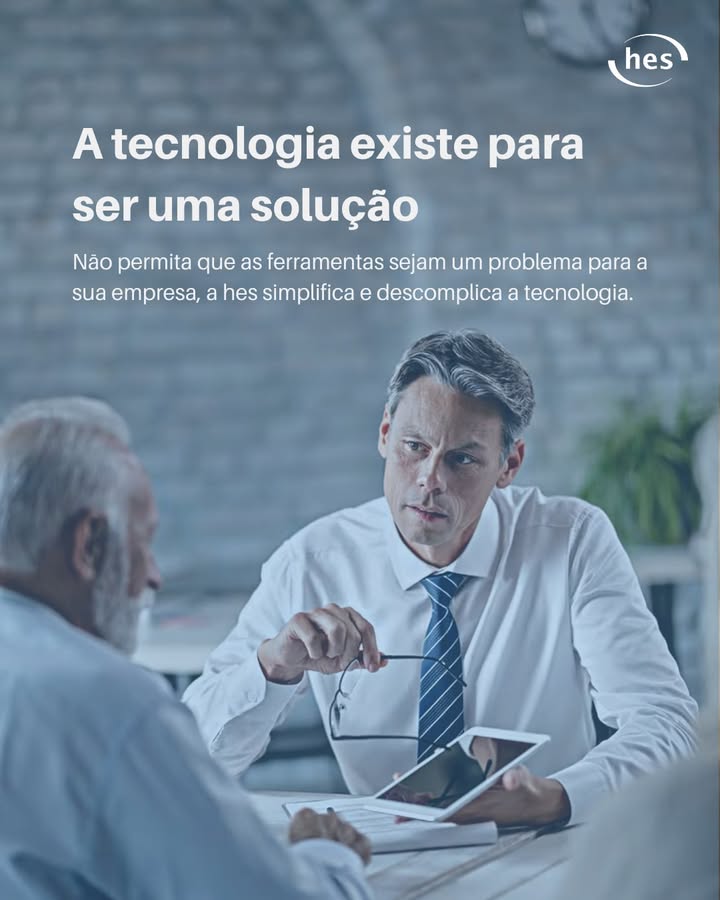 hes
A tecnologia existe para
ser uma solução
Não permita que as ferramentas sejam um problema para a
sua empresa, a hes simplifica e descomplica a tecnologia.